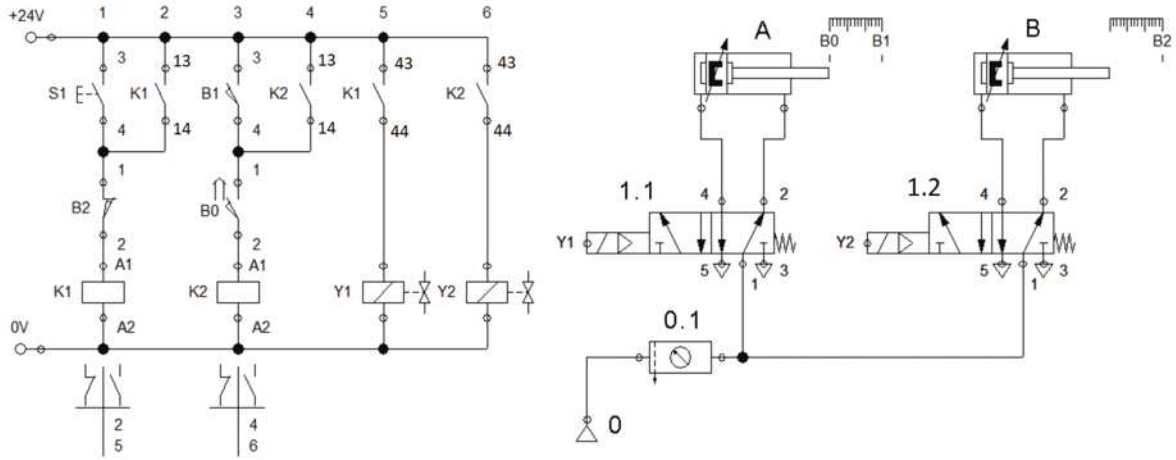 +24V
1 2 3 4 5 6
3 13 3 13 43 43
S1 K1 B1 K2 K1 K2
4 14 4 14 44 44
1 1
B2 B0
2 2
A1 A1
K1 K2 Y1 Y2
A2 A2
0V
2 4
5 6
A B
B0 B1 B2
1.1 4 2 1.2 4 2
Y1 Y2
5 1 3 5 1 3
0.1
0